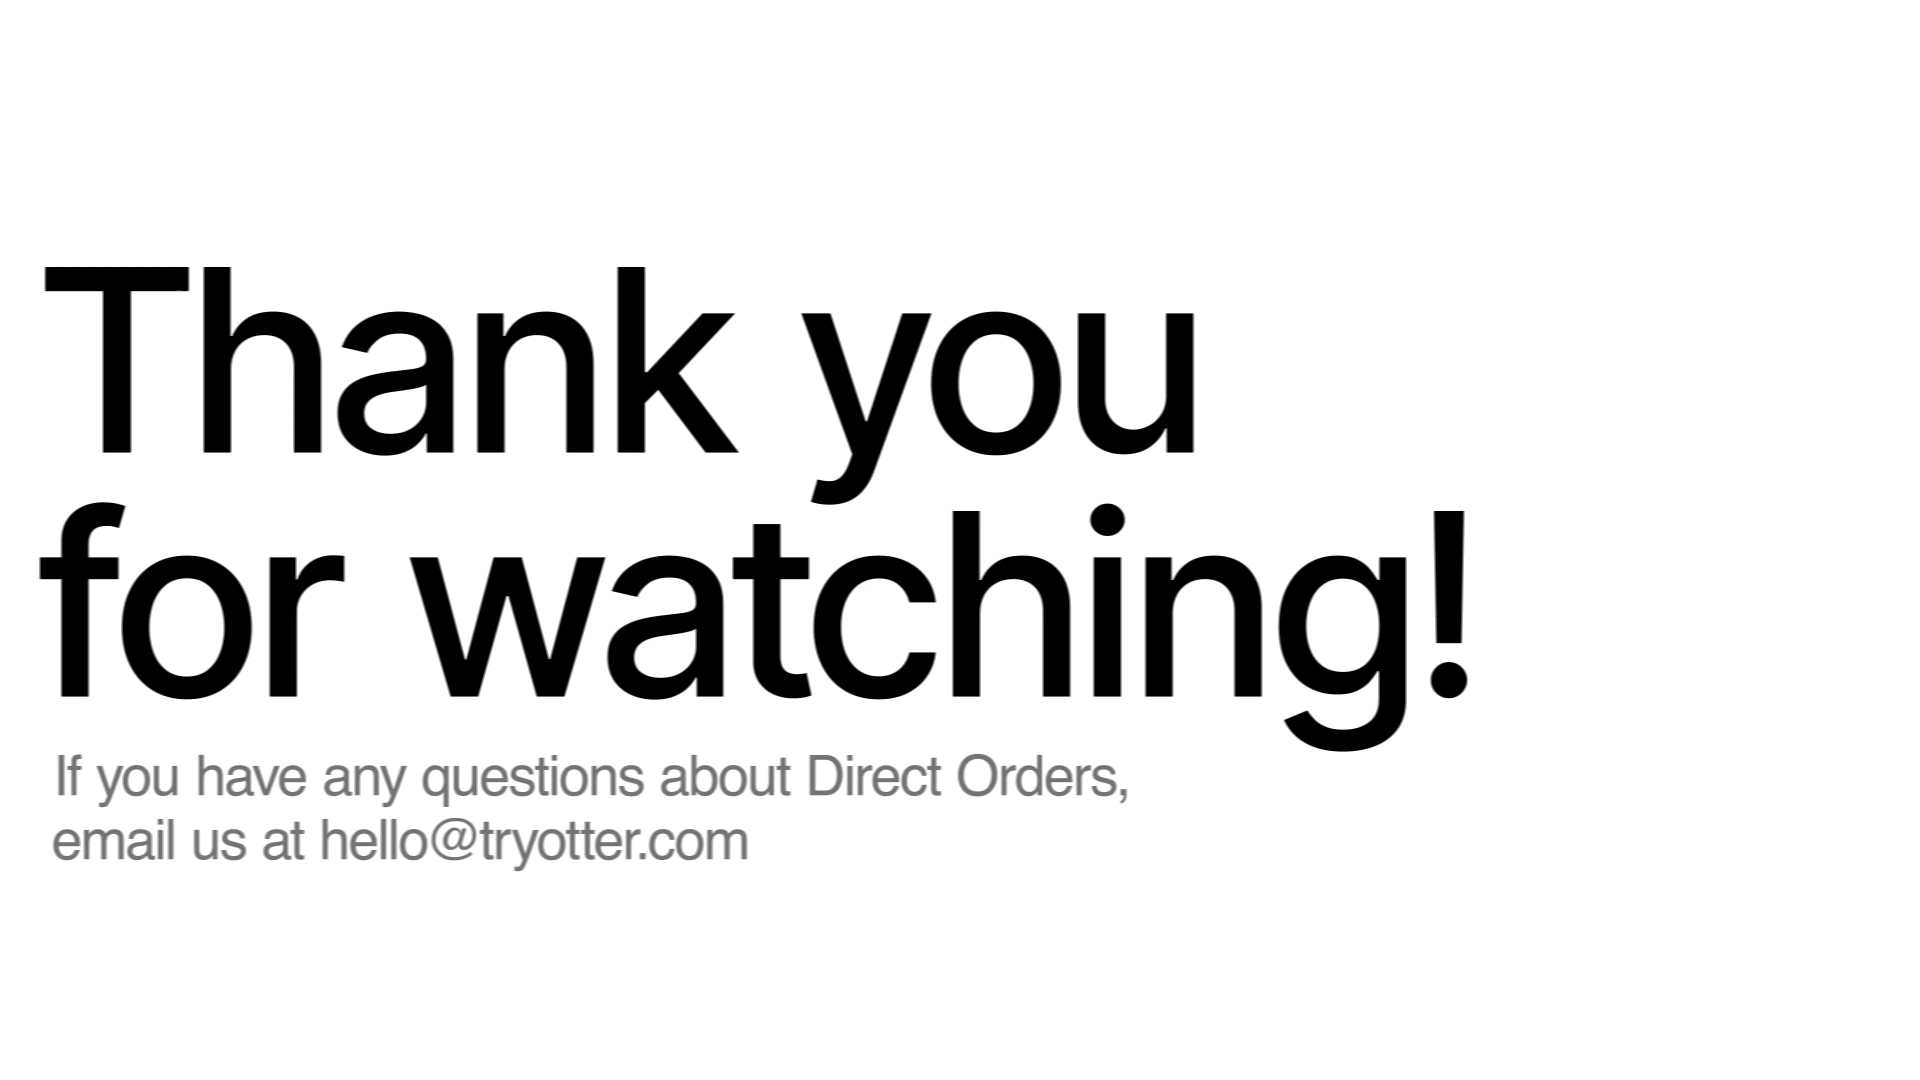 Thank you
for watching!
If you have any questions about Direct Orders,
email us at hello@tryotter.com